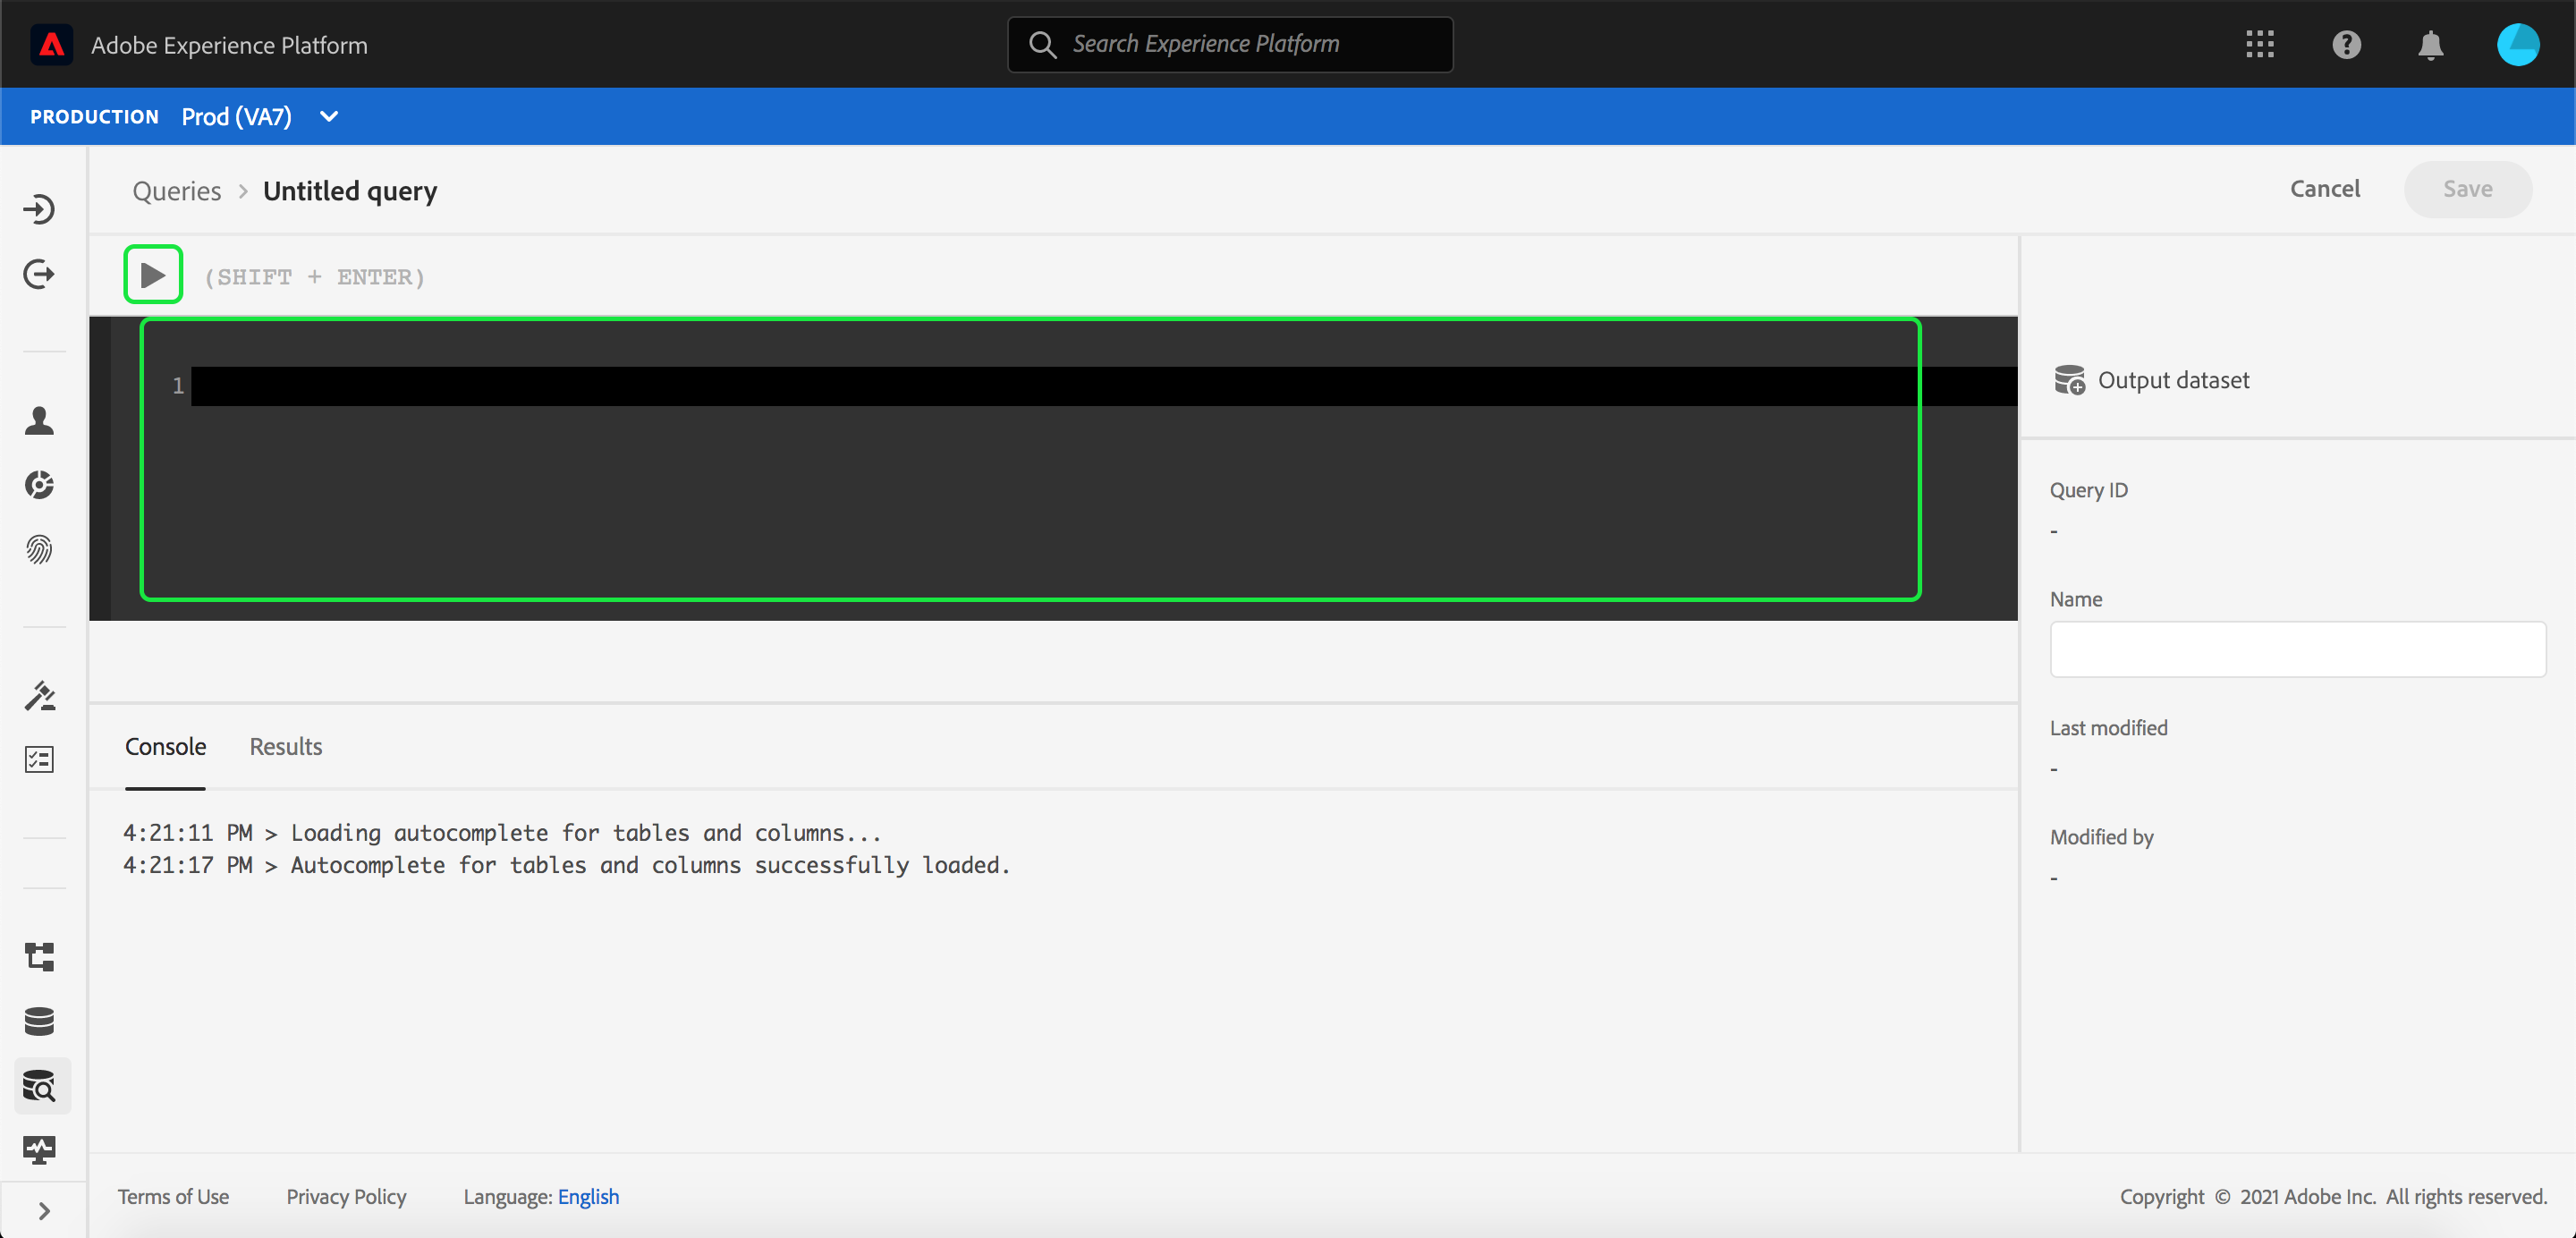 Adobe Experience Platform
Search Experience Platform
PRODUCTION Prod (VA7)
Queries > Untitled query
Cancel
Save
(SHIFT + ENTER)
1
Output dataset
Query ID
-
Name
Last modified
-
Modified by
-
Console Results
4:21:11 PM > Loading autocomplete for tables and columns...
4:21:17 PM > Autocomplete for tables and columns successfully loaded.
Terms of Use Privacy Policy Language: English
Copyright © 2021 Adobe Inc. All rights reserved.